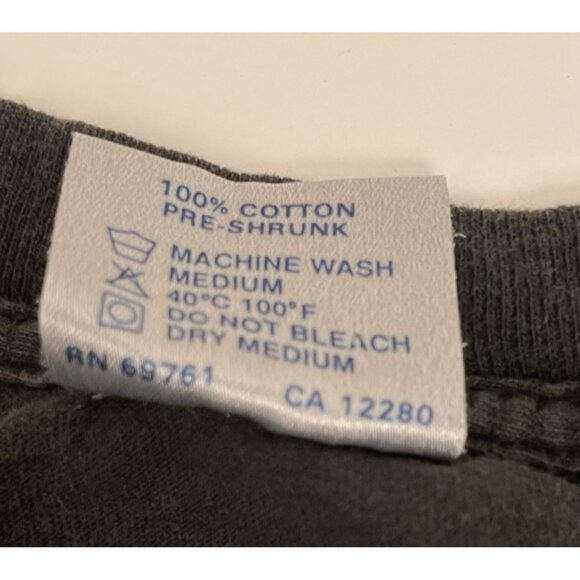 100% COTTON
PRE-SHRUNK
MACHINE WASH
MEDIUM
40°C 100°F
DO NOT BLEACH
DRY MEDIUM
RN 69761
CA 12280